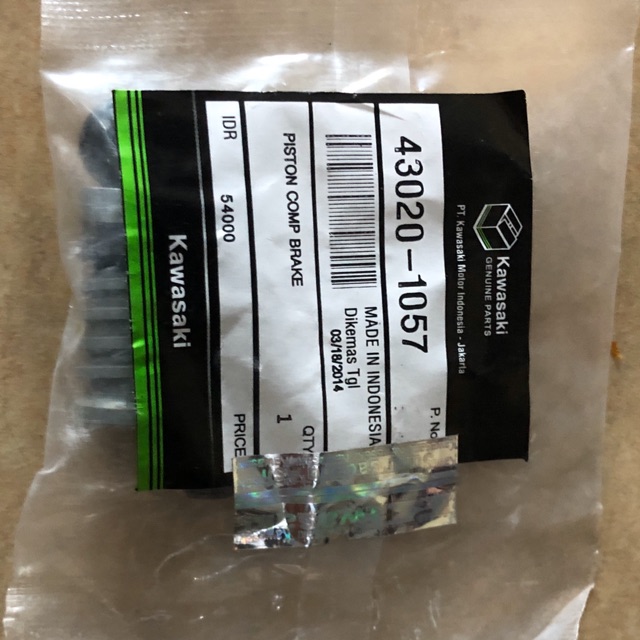 Kawasaki
GENUINE PARTS
PT. Kawasaki Motor Indonesia - Jakarta
P. No
43020-1057
MADE IN INDONESIA
Dikemas Tgl
03/18/2014
QTY
PISTON COMP BRAKE
1
PRICE
IDR 54000
Kawasaki